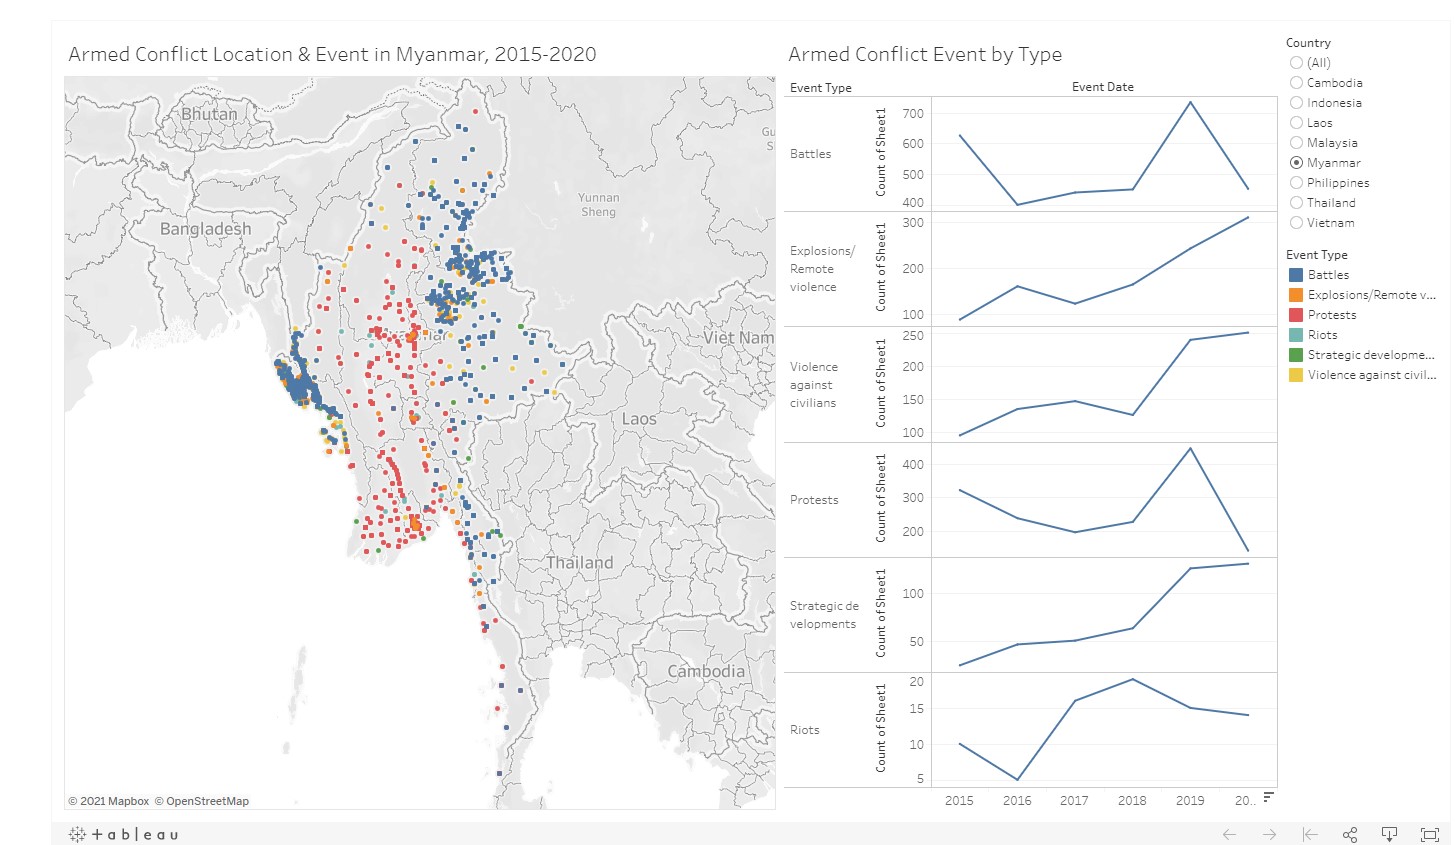 Armed Conflict Location & Event in Myanmar, 2015-2020
Bhutan
Bangladesh
Yunnan
Sheng
Gu
S
Viet Nam
Laos
Thailand
Cambodia
© 2021 Mapbox © OpenStreetMap
Armed Conflict Event by Type
Event Type
Event Date
Battles
Count of Sheet1
700
600
500
400
Explosions/
Remote
violence
Count of Sheet1
300
200
100
Violence
against
civilians
Count of Sheet1
250
200
150
100
Protests
Count of Sheet1
400
300
200
Strategic de
velopments
Count of Sheet1
100
50
Riots
Count of Sheet1
20
15
10
5
2015 2016 2017 2018 2019 20..
Country
(All)
Cambodia
Indonesia
Laos
Malaysia
Myanmar
Philippines
Thailand
Vietnam
Event Type
Battles
Explosions/Remote v...
Protests
Riots
Strategic developme...
Violence against civil...
+ a b | e a u